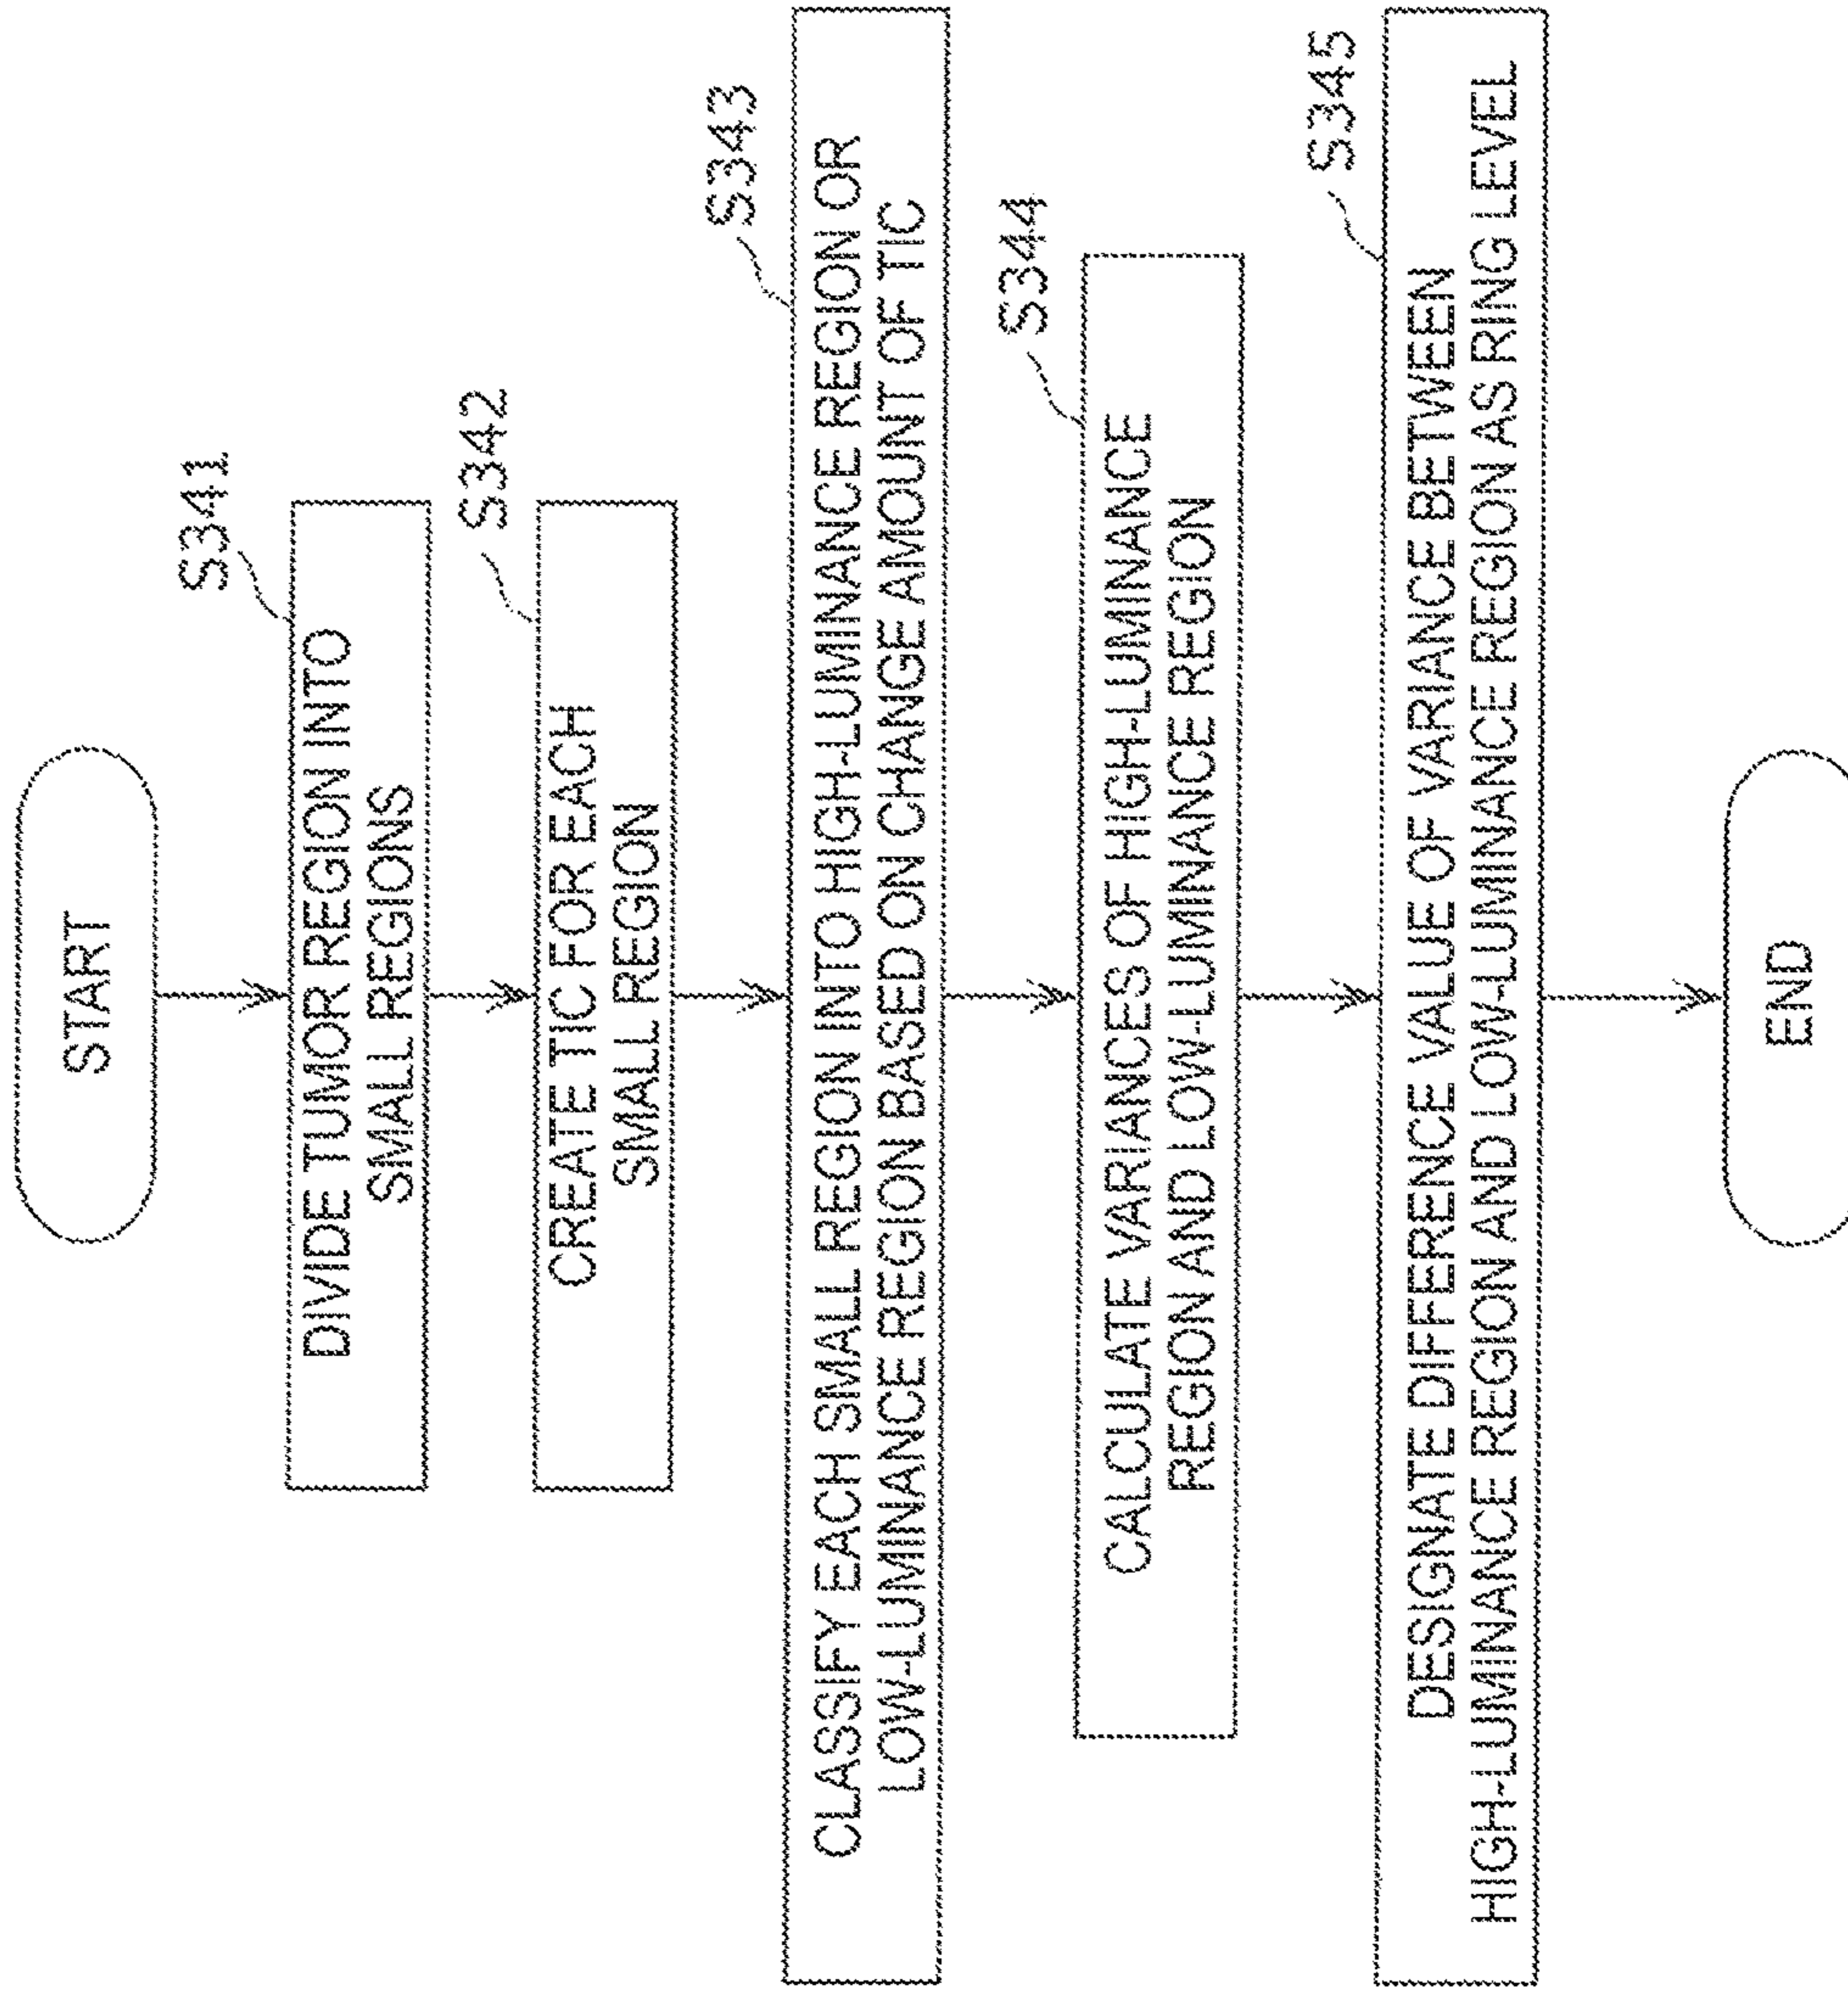 START
S341
DIVIDE TUMOR REGION INTO
SMALL REGIONS
S342
CREATE TIC FOR EACH
SMALL REGION
S343
CLASSIFY EACH SMALL REGION INTO HIGH-LUMINANCE REGION OR
LOW-LUMINANCE REGION BASED ON CHANGE AMOUNT OF TIC
S344
CALCULATE VARIANCES OF HIGH-LUMINANCE
REGION AND LOW-LUMINANCE REGION
S345
DESIGNATE DIFFERENCE VALUE OF VARIANCE BETWEEN
HIGH-LUMINANCE REGION AND LOW-LUMINANCE REGION AS RING LEVEL
END